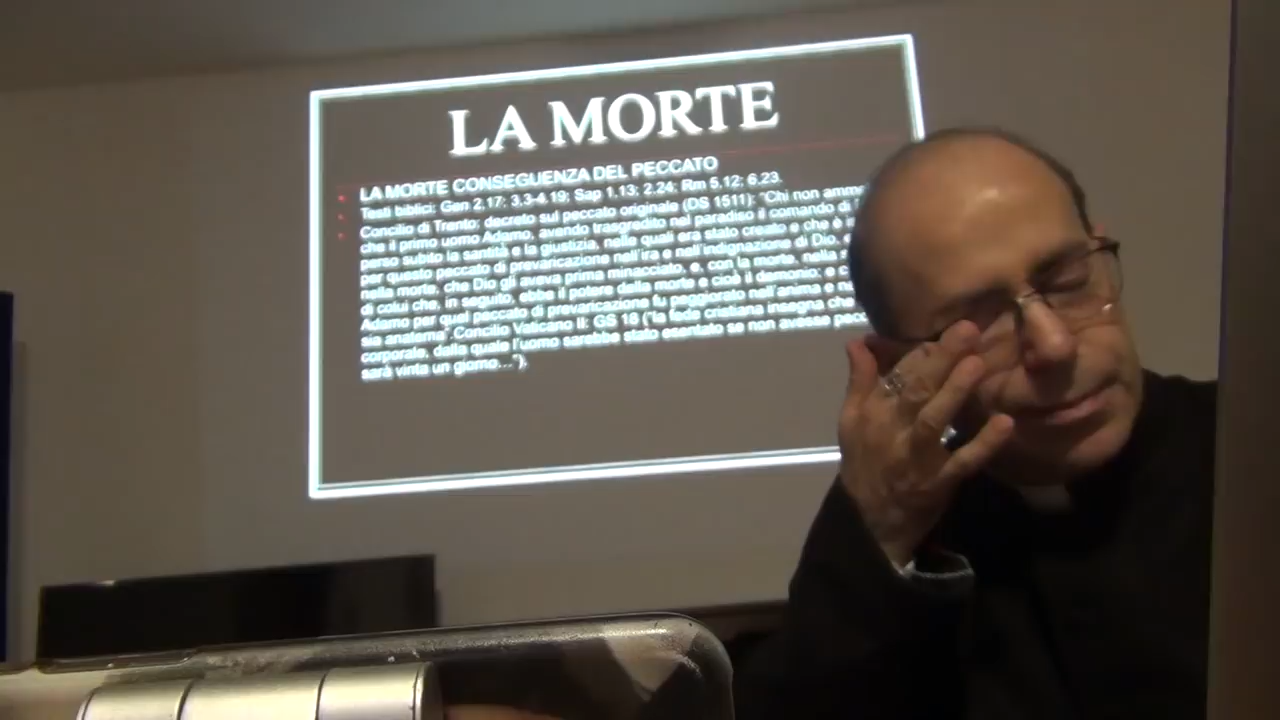 LA MORTE
LA MORTE CONSEGUENZA DEL PECCATO
Testi biblici: Gen 2,17; 3,3-4.19; Sap 1,13; 2,24; Rm 5,12; 6,23.
Concilio di Trento: decreto sul peccato originale (DS 1511): "Chi non
che il primo uomo Adamo, avendo trasgredito nel paradiso il comando di
perso subito la santità e la giustizia, nelle quali era stato creato e che è
per questo peccato di prevaricazione nell'ira e nell'indignazione di Dio,
nella morte, che Dio gli aveva prima minacciato, e, con la morte, nella
di colui che, in seguito, ebbe il potere della morte e cioè il demonio; e
Adamo per quel peccato di prevaricazione fu peggiorato nell'anima e
sia anatema".Concilio Vaticano II: GS 18 ("la fede cristiana insegna che
corporale, dalla quale l'uomo sarebbe stato esentato se non avesse
sarà vinta un giorno…").